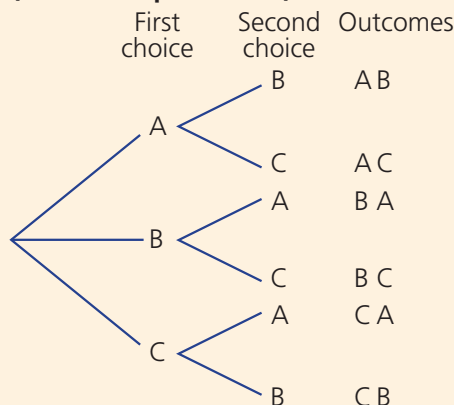 First Second Outcomes
choice choice
B A B
A
C A C
A B A
B
C B C
A C A
C
B C B